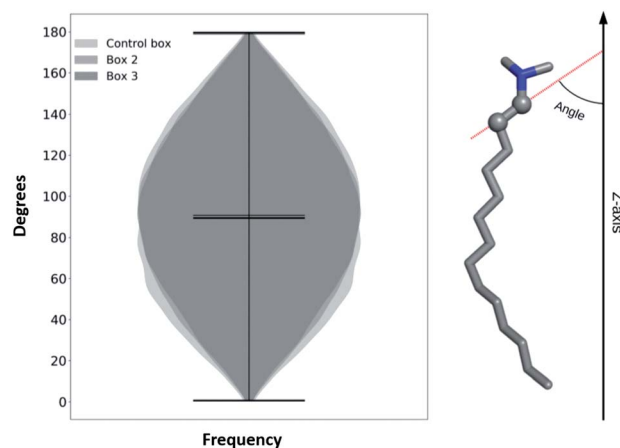 180
160
140
120
100
80
60
40
20
0
Control box
Box 2
Box 3
Degrees
Frequency
Angle
Z-axis